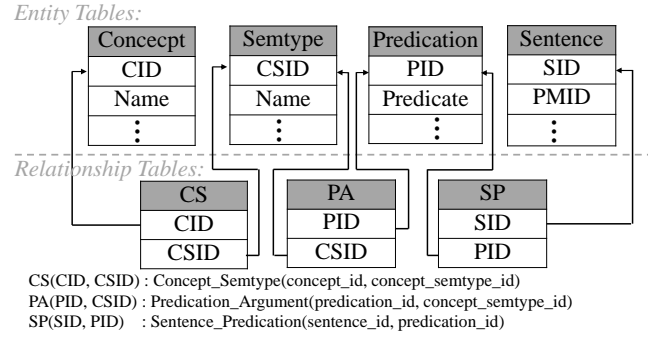 Entity Tables:
Concecpt Semtype Predication Sentence
CID CSID PID SID
Name Name Predicate PMID
⋮ ⋮ ⋮ ⋮
Relationship Tables:
CS PA SP
CID PID SID
CSID CSID PID
CS(CID, CSID) : Concept_Semtype(concept_id, concept_semtype_id)
PA(PID, CSID) : Predication_Argument(predication_id, concept_semtype_id)
SP(SID, PID) : Sentence_Predication(sentence_id, predication_id)